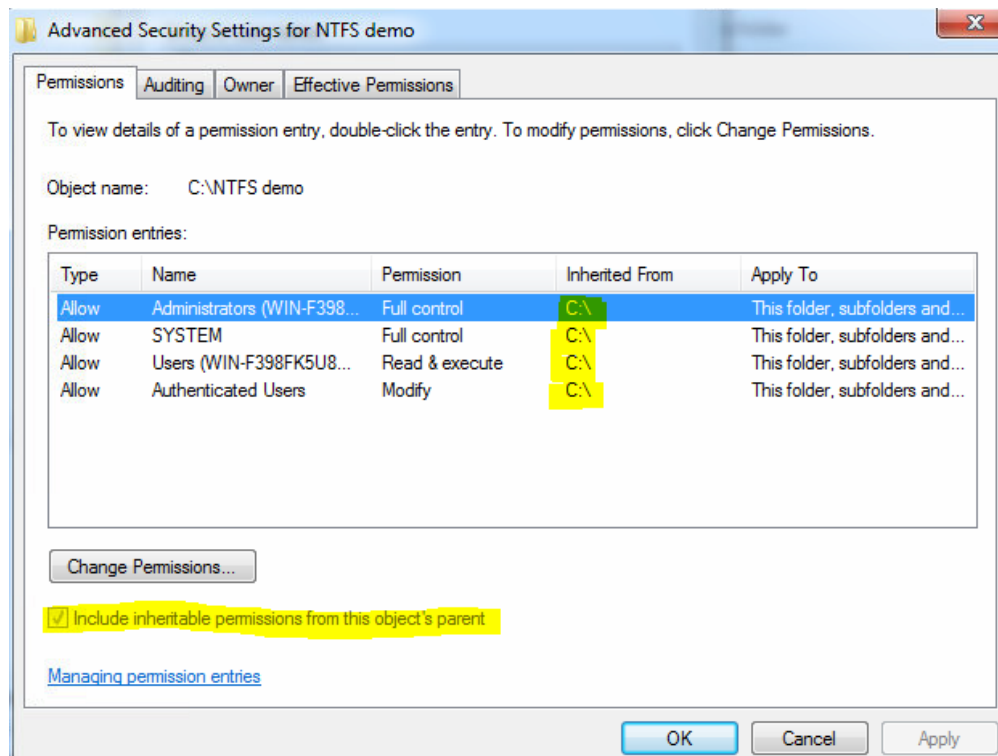 Advanced Security Settings for NTFS demo
Permissions Auditing Owner Effective Permissions
To view details of a permission entry, double-click the entry. To modify permissions, click Change Permissions.
Object name: C:\NTFS demo
Permission entries:
Type Name Permission Inherited From Apply To
Allow Administrators (WIN-F398... Full control C:\ This folder, subfolders and...
Allow SYSTEM Full control C:\ This folder, subfolders and...
Allow Users (WIN-F398FK5U8... Read & execute C:\ This folder, subfolders and...
Allow Authenticated Users Modify C:\ This folder, subfolders and...
Change Permissions...
Include inheritable permissions from this object's parent
Managing permission entries
OK Cancel Apply